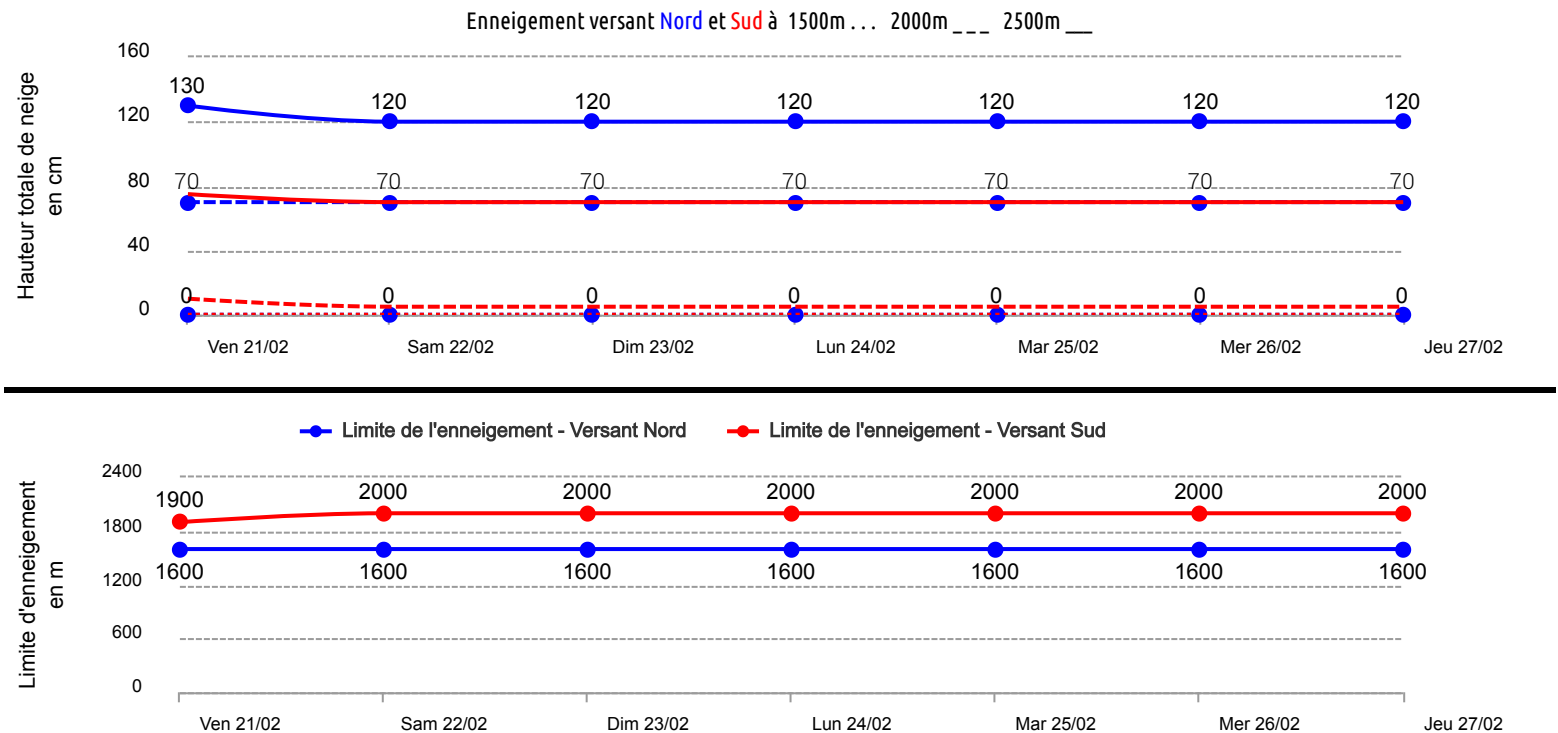 Enneigement versant Nord et Sud à 1500m . . . 2000m _ _ _ 2500m __
Hauteur totale de neige
en cm
160
120
80
40
0
130 120 120 120 120 120 120
70 70 70 70 70 70 70
0 0 0 0 0 0 0
Ven 21/02 Sam 22/02 Dim 23/02 Lun 24/02 Mar 25/02 Mer 26/02 Jeu 27/02
Limite de l'enneigement - Versant Nord Limite de l'enneigement - Versant Sud
Limite d'enneigement
en m
2400
1800
1200
600
0
1900 2000 2000 2000 2000 2000 2000
1600 1600 1600 1600 1600 1600 1600
Ven 21/02 Sam 22/02 Dim 23/02 Lun 24/02 Mar 25/02 Mer 26/02 Jeu 27/02